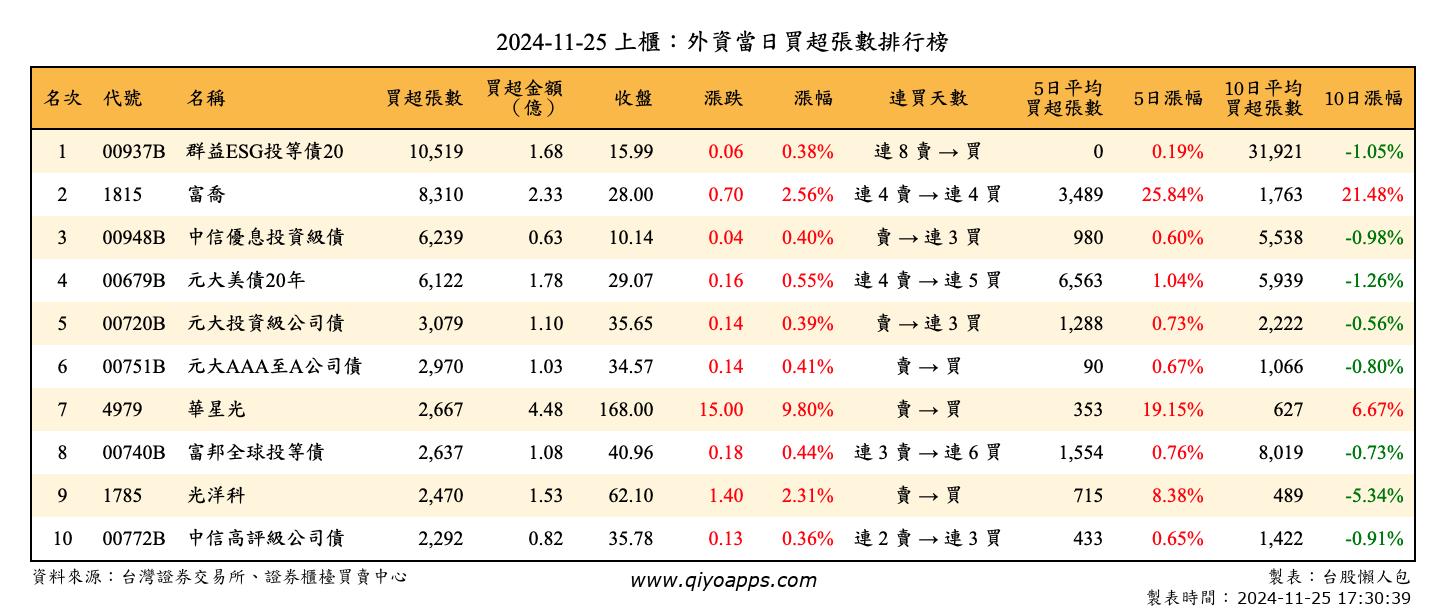 2024-11-25 上櫃：外資當日買超張數排行榜
名次 代號 名稱 買超張數 買超金額（億） 收盤 漲跌 漲幅 連買天數 5日平均買超張數 5日漲幅 10日平均買超張數 10日漲幅
1 00937B 群益ESG投等債20 10,519 1.68 15.99 0.06 0.38% 連 8 賣 → 買 0 0.19% 31,921 -1.05%
2 1815 富喬 8,310 2.33 28.00 0.70 2.56% 連 4 賣 → 連 4 買 3,489 25.84% 1,763 21.48%
3 00948B 中信優息投資級債 6,239 0.63 10.14 0.04 0.40% 賣 → 連 3 買 980 0.60% 5,538 -0.98%
4 00679B 元大美債20年 6,122 1.78 29.07 0.16 0.55% 連 4 賣 → 連 5 買 6,563 1.04% 5,939 -1.26%
5 00720B 元大投資級公司債 3,079 1.10 35.65 0.14 0.39% 賣 → 連 3 買 1,288 0.73% 2,222 -0.56%
6 00751B 元大AAA至A公司債 2,970 1.03 34.57 0.14 0.41% 賣 → 買 90 0.67% 1,066 -0.80%
7 4979 華星光 2,667 4.48 168.00 15.00 9.80% 賣 → 買 353 19.15% 627 6.67%
8 00740B 富邦全球投等債 2,637 1.08 40.96 0.18 0.44% 連 3 賣 → 連 6 買 1,554 0.76% 8,019 -0.73%
9 1785 光洋科 2,470 1.53 62.10 1.40 2.31% 賣 → 買 715 8.38% 489 -5.34%
10 00772B 中信高評級公司債 2,292 0.82 35.78 0.13 0.36% 連 2 賣 → 連 3 買 433 0.65% 1,422 -0.91%
資料來源：台灣證券交易所、證券櫃檯買賣中心 www.qiyoapps.com 製表：台股懶人包
製表時間：2024-11-25 17:30:39